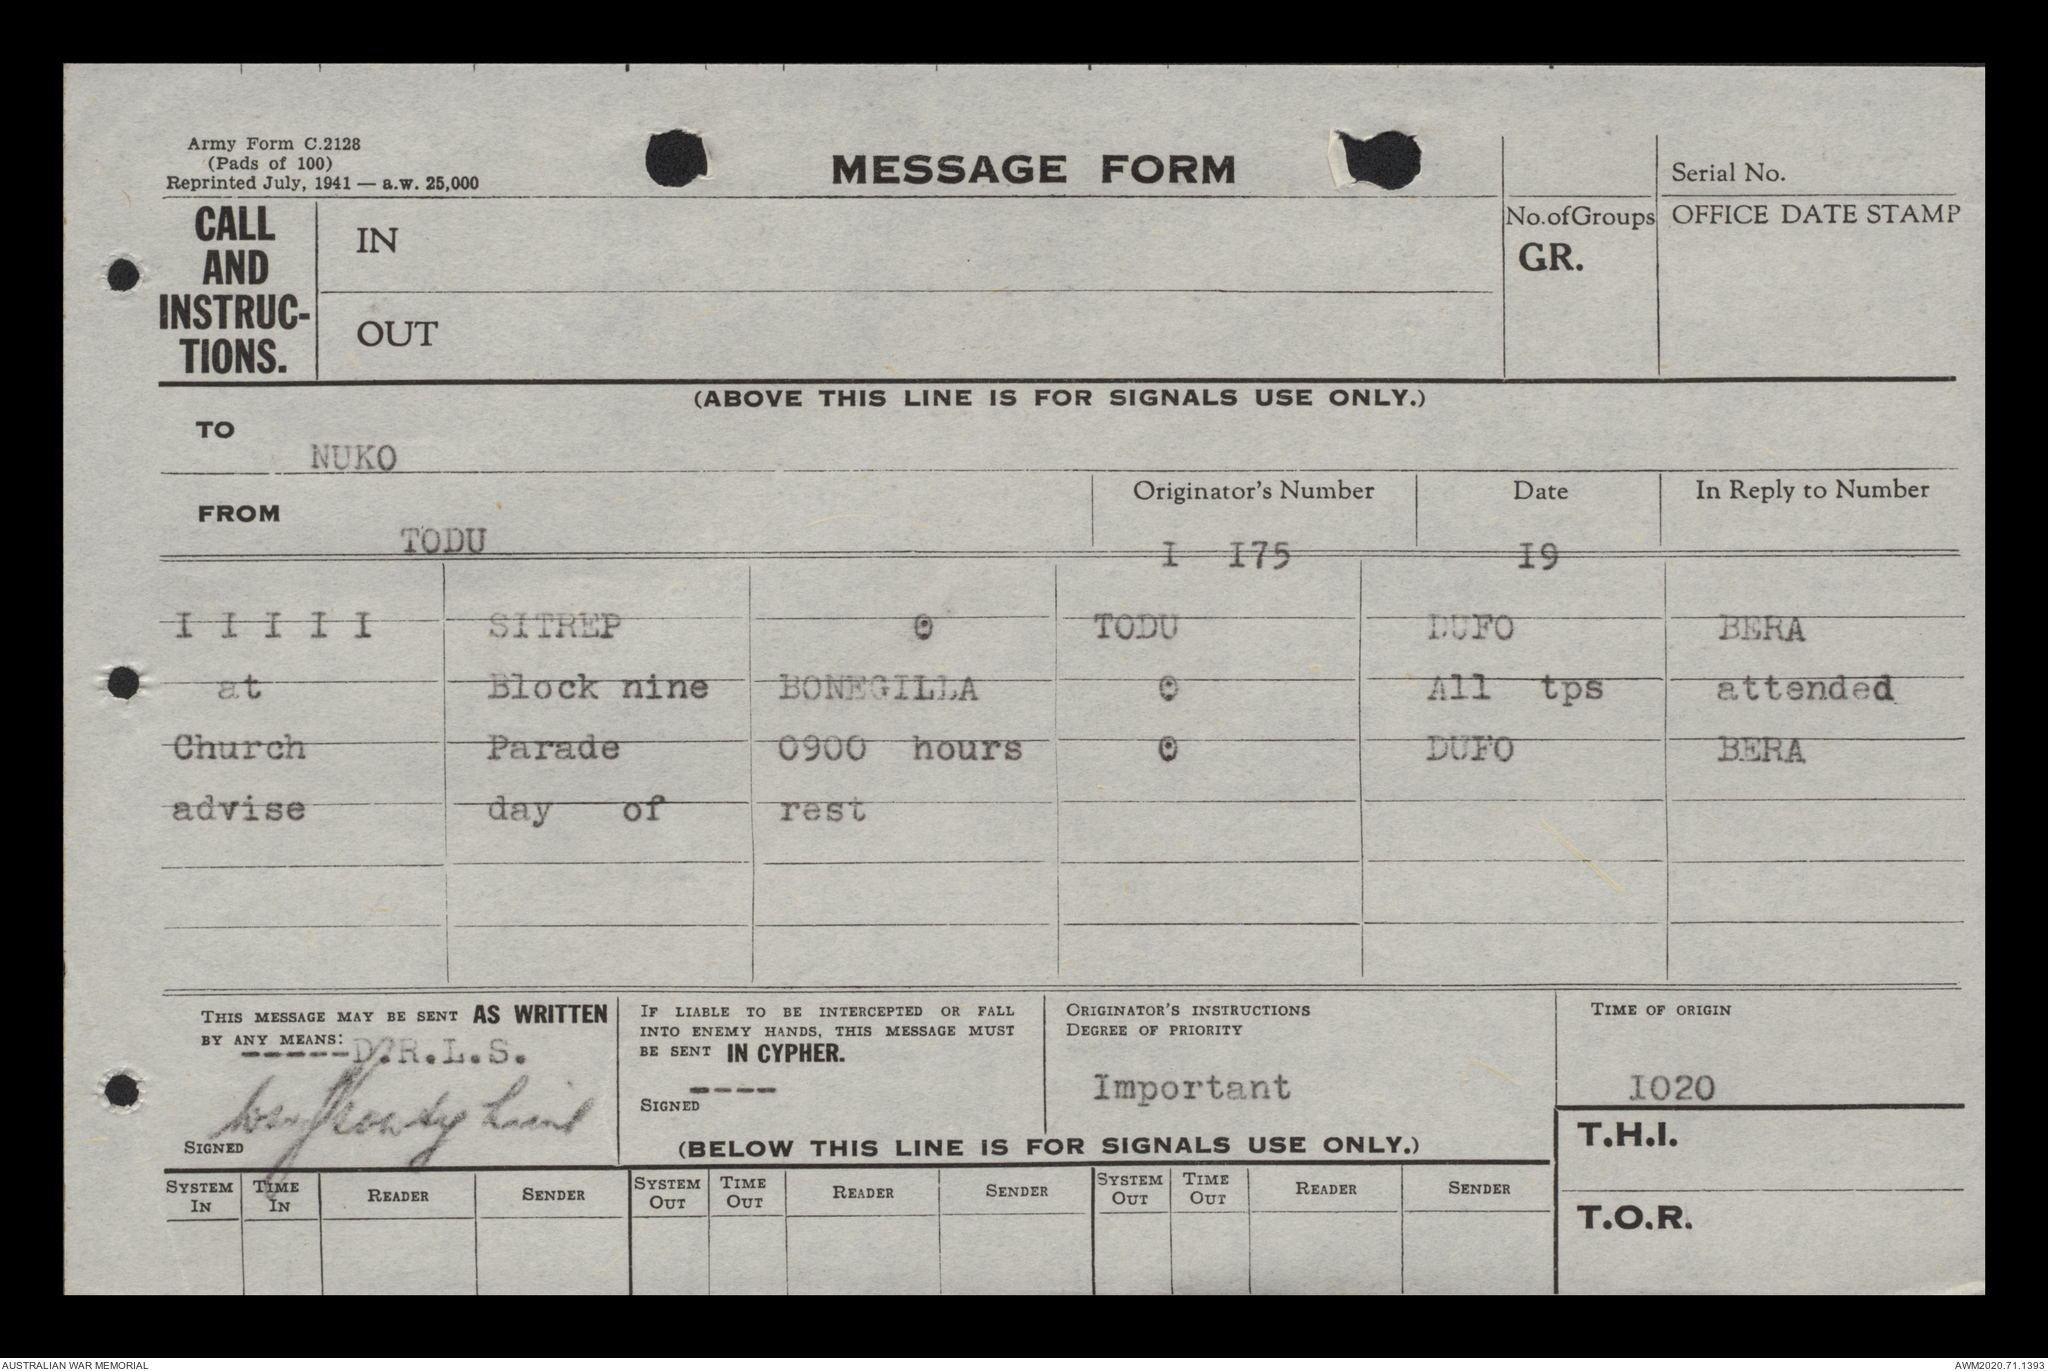 Army Form C.2128
(Pads of 100)
Reprinted July, 1941 — a.w. 25,000
MESSAGE FORM
Serial No.
CALL AND INSTRUC-TIONS.
IN
OUT
No. of Groups
GR.
OFFICE DATE STAMP
(ABOVE THIS LINE IS FOR SIGNALS USE ONLY.)
TO
NUKO
FROM
TODU
Originator's Number
I I75
Date
I9
In Reply to Number
I I I I I SITREP @ TODU DUFO BERA
at Block nine BONEGILLA @ All tps attended
Church Parade 0900 hours @ DUFO BERA
advise day of rest
THIS MESSAGE MAY BE SENT AS WRITTEN
BY ANY MEANS:
-----D.R.L.S.
SIGNED
IF LIABLE TO BE INTERCEPTED OR FALL
INTO ENEMY HANDS, THIS MESSAGE MUST
BE SENT IN CYPHER.
----
SIGNED
ORIGINATOR'S INSTRUCTIONS
DEGREE OF PRIORITY
Important
TIME OF ORIGIN
I020
(BELOW THIS LINE IS FOR SIGNALS USE ONLY.)
T.H.I.
T.O.R.
SYSTEM IN TIME IN READER SENDER SYSTEM OUT TIME OUT READER SENDER SYSTEM OUT TIME OUT READER SENDER
AUSTRALIAN WAR MEMORIAL
AWM2020.71.1393